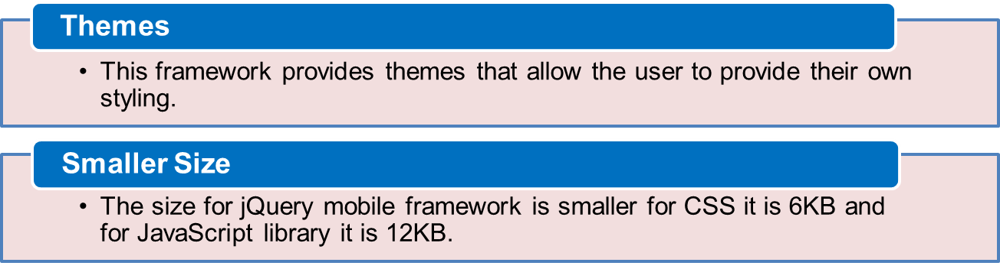 Themes
• This framework provides themes that allow the user to provide their own
styling.
Smaller Size
• The size for jQuery mobile framework is smaller for CSS it is 6KB and
for JavaScript library it is 12KB.